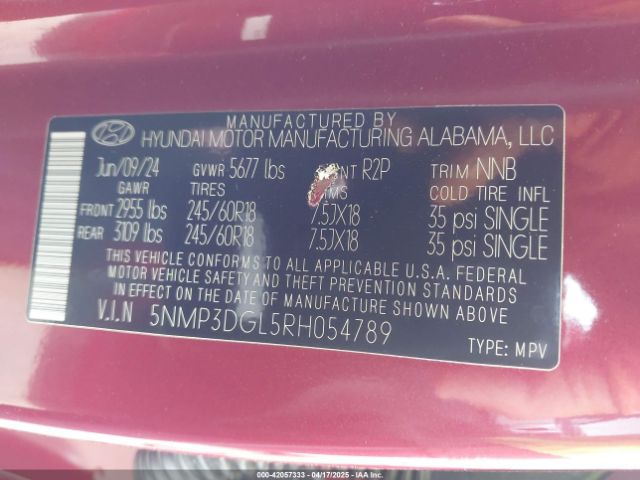 MANUFACTURED BY
HYUNDAI MOTOR MANUFACTURING ALABAMA, LLC
Jun/09/24 GVWR 5677 lbs R2P TRIM NNB
GAWR TIRES COLD TIRE INFL
FRONT 2955 lbs 245/60R18 7.5JX18 35 psi SINGLE
REAR 3109 lbs 245/60R18 7.5JX18 35 psi SINGLE
THIS VEHICLE CONFORMS TO ALL APPLICABLE U.S.A. FEDERAL
MOTOR VEHICLE SAFETY AND THEFT PREVENTION STANDARDS
IN EFFECT ON THE DATE OF MANUFACTURE SHOWN ABOVE.
V.I.N 5NMP3DGL5RH054789
TYPE: MPV
000-42057333 - 04/17/2025 - IAAI.COM